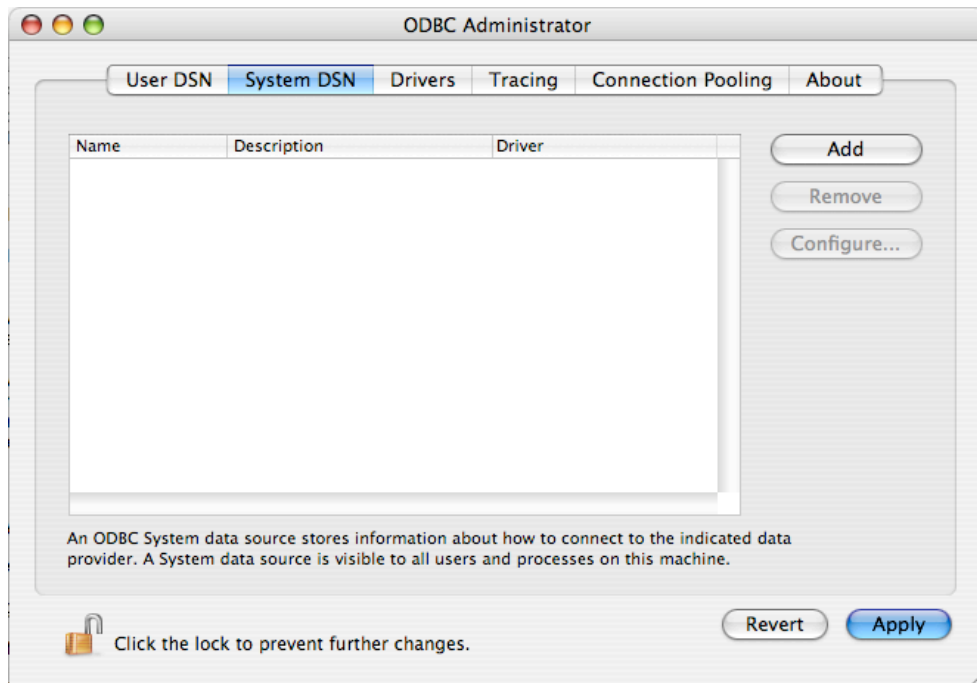 ODBC Administrator
User DSN System DSN Drivers Tracing Connection Pooling About
Name Description Driver
Add
Remove
Configure...
An ODBC System data source stores information about how to connect to the indicated data
provider. A System data source is visible to all users and processes on this machine.
Click the lock to prevent further changes.
Revert Apply